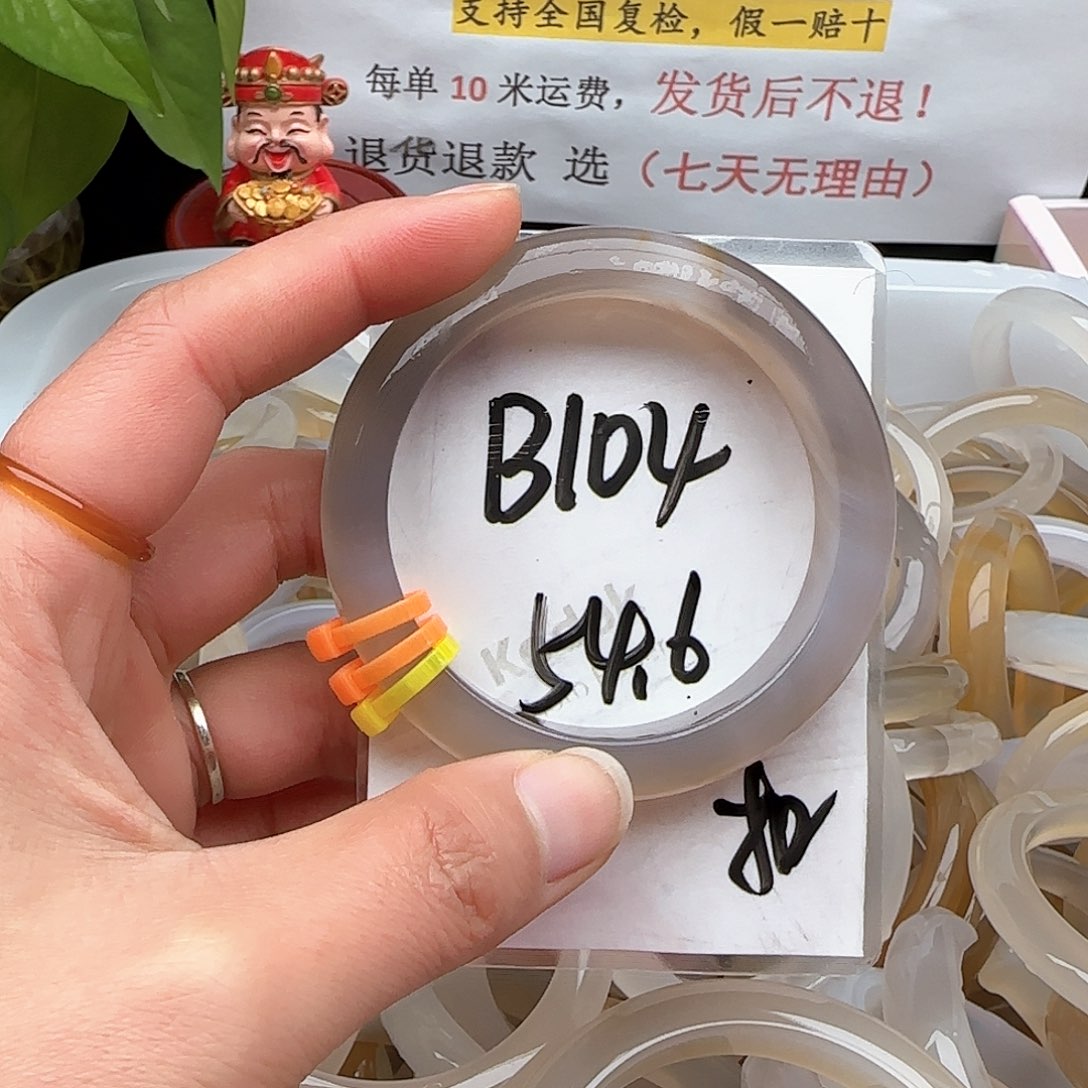 支持全国复检，假一赔十
每单 10 米运费，发货后不退！
退货退款 选（七天无理由）
B104
54.6
扣